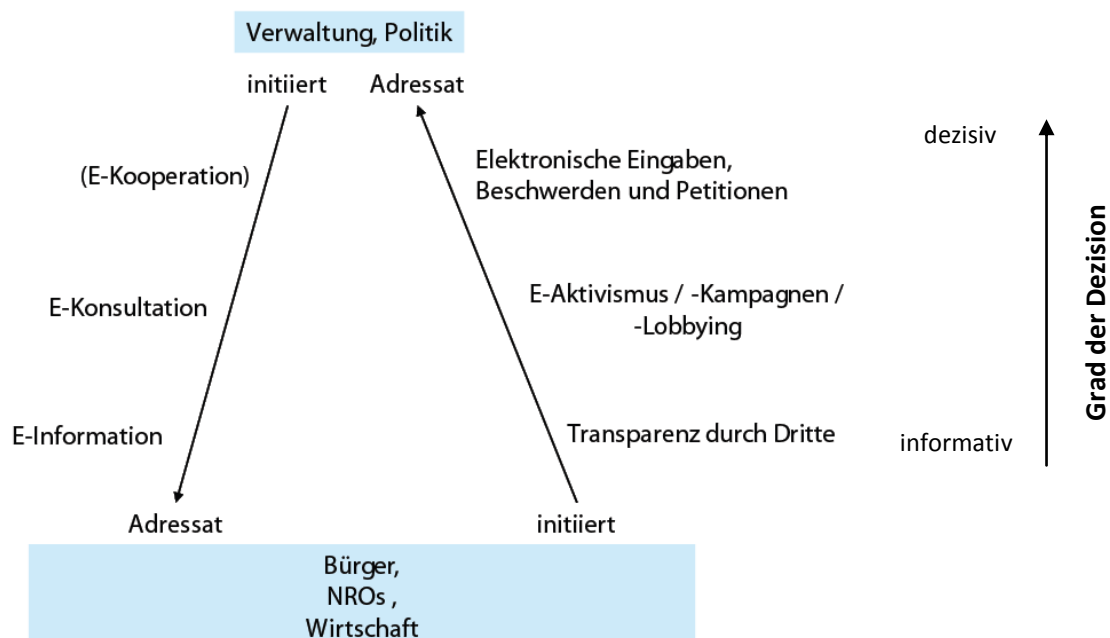 Verwaltung, Politik
initiiert Adressat
(E-Kooperation)
Elektronische Eingaben,
Beschwerden und Petitionen
dezisiv
E-Konsultation
E-Aktivismus / -Kampagnen /
-Lobbying
E-Information
Transparenz durch Dritte
informativ
Grad der Dezision
Adressat
initiiert
Bürger,
NROs ,
Wirtschaft